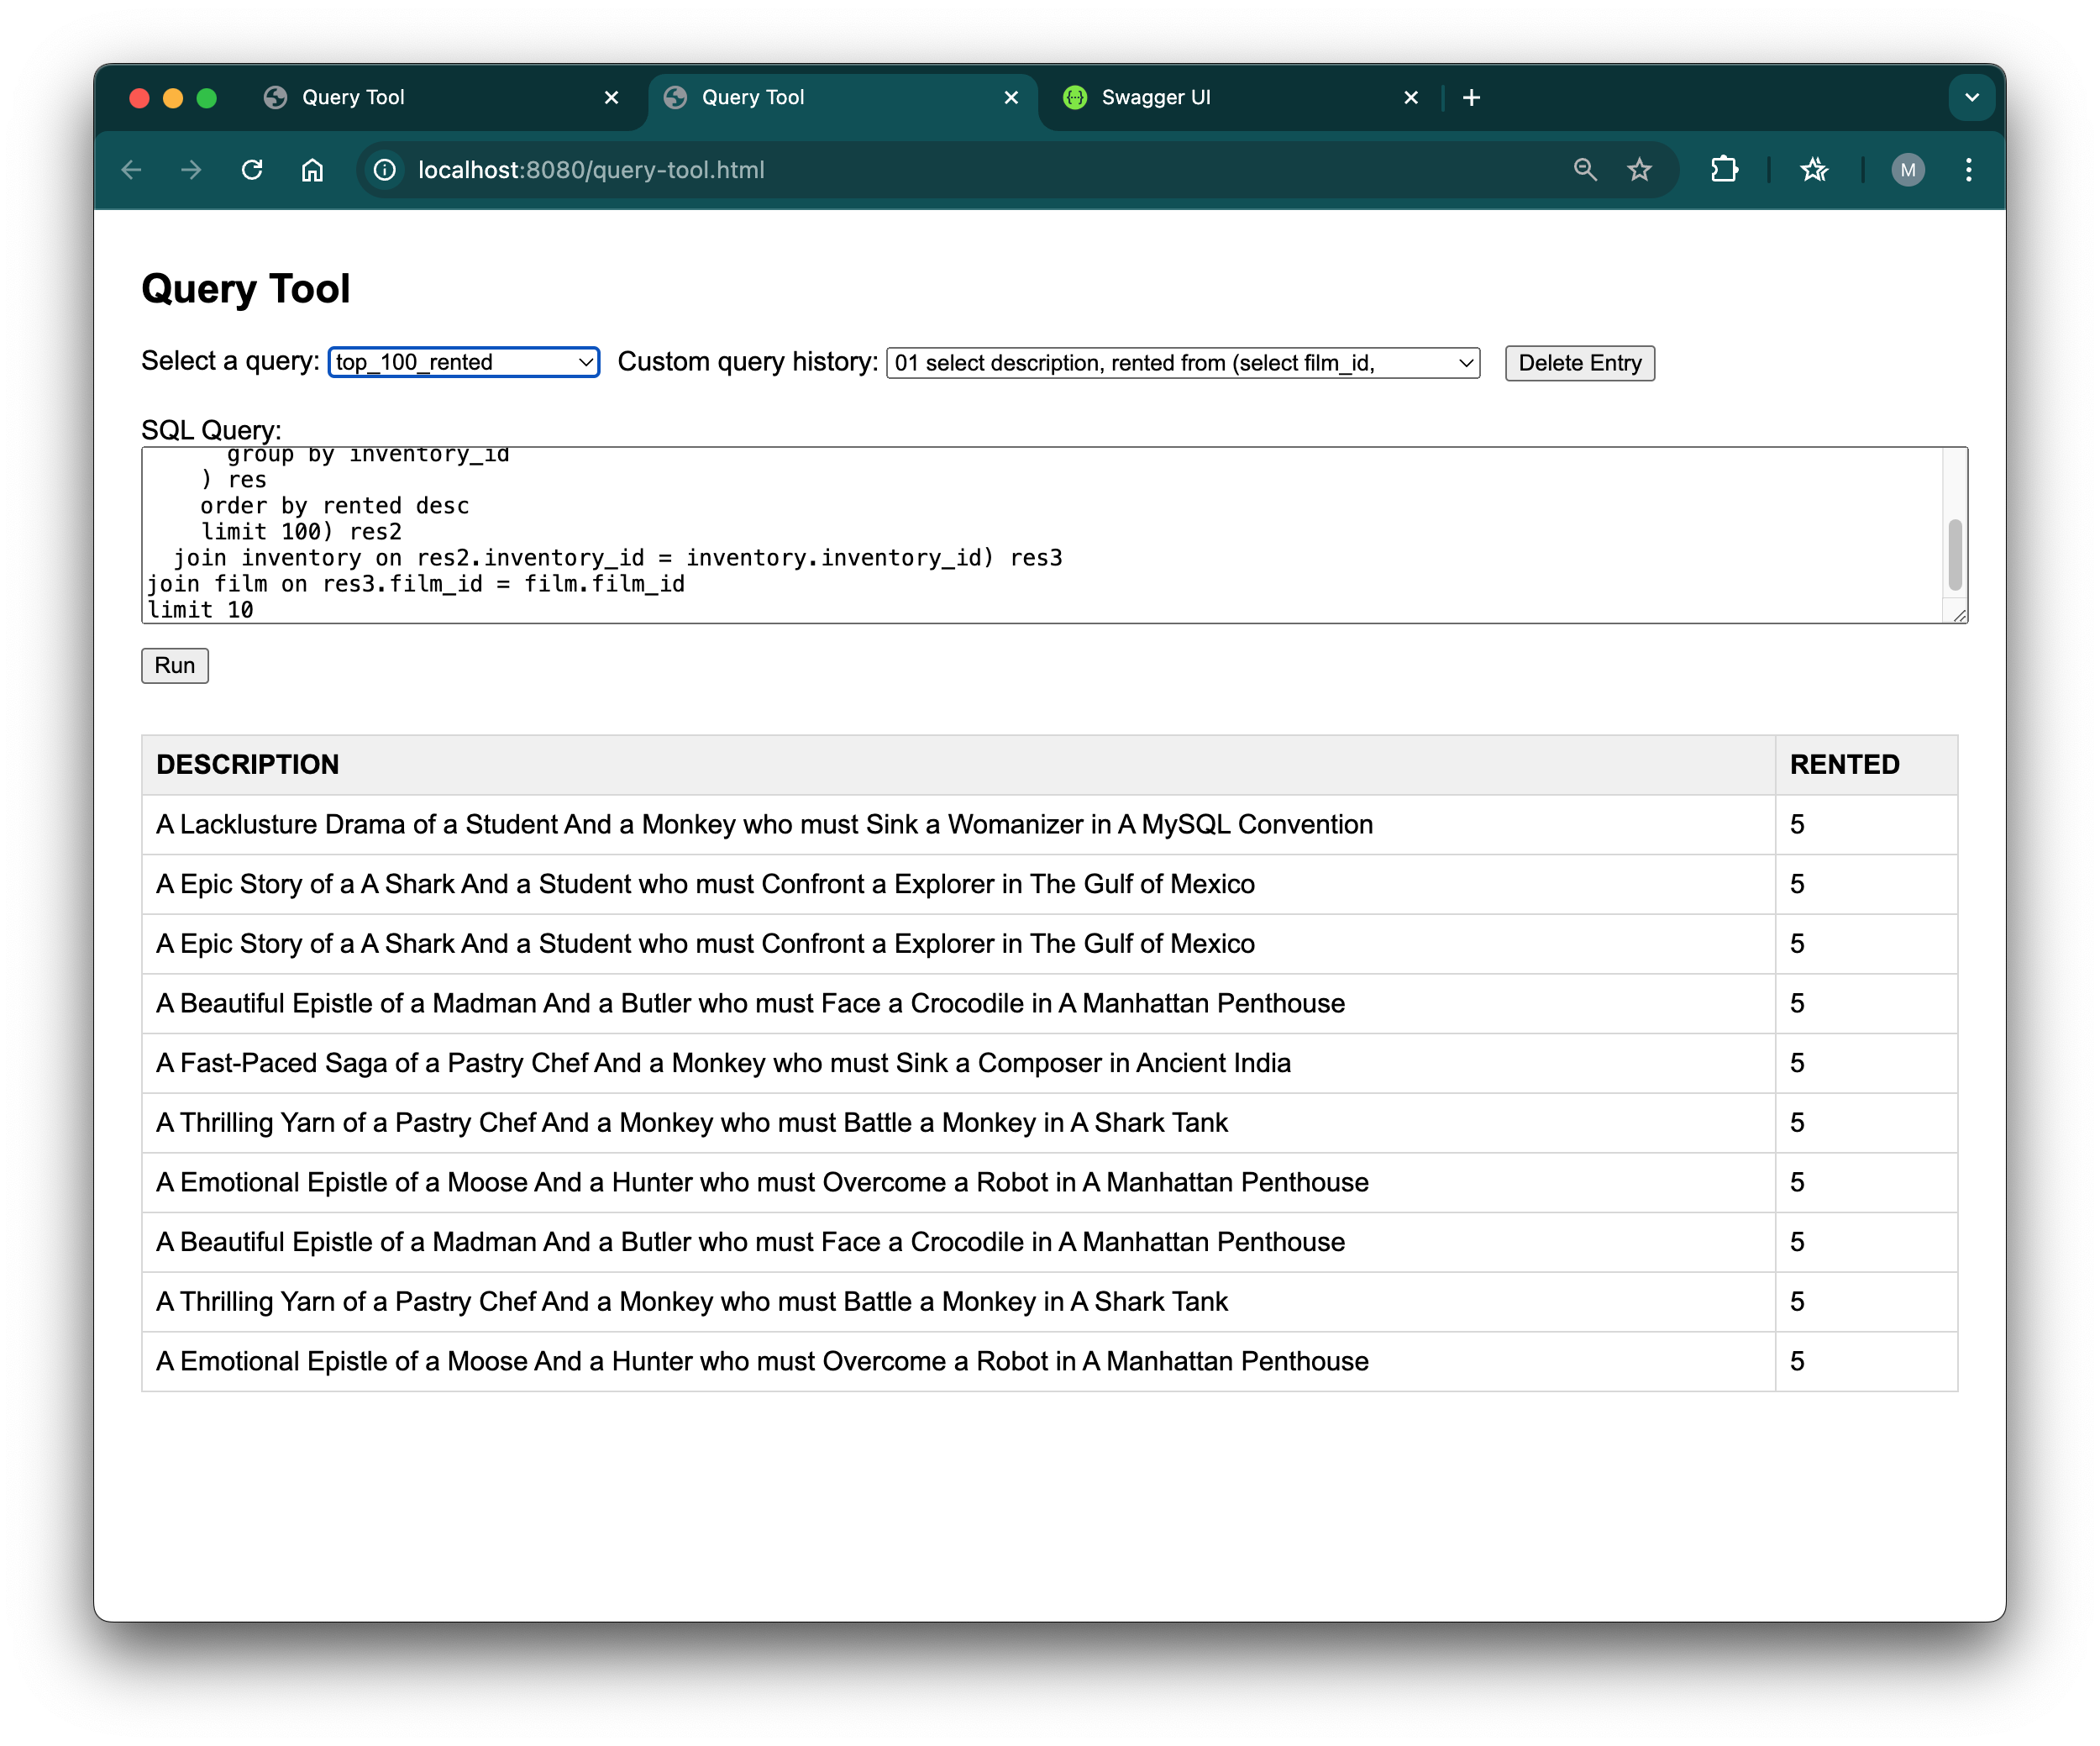 Query Tool
Query Tool
Swagger UI
localhost:8080/query-tool.html
M
Query Tool
Select a query: top_100_rented Custom query history: 01 select description, rented from (select film_id, Delete Entry
SQL Query:
group by inventory_id
) res
order by rented desc
limit 100) res2
join inventory on res2.inventory_id = inventory.inventory_id) res3
join film on res3.film_id = film.film_id
limit 10
Run
DESCRIPTION RENTED
A Lacklusture Drama of a Student And a Monkey who must Sink a Womanizer in A MySQL Convention 5
A Epic Story of a A Shark And a Student who must Confront a Explorer in The Gulf of Mexico 5
A Epic Story of a A Shark And a Student who must Confront a Explorer in The Gulf of Mexico 5
A Beautiful Epistle of a Madman And a Butler who must Face a Crocodile in A Manhattan Penthouse 5
A Fast-Paced Saga of a Pastry Chef And a Monkey who must Sink a Composer in Ancient India 5
A Thrilling Yarn of a Pastry Chef And a Monkey who must Battle a Monkey in A Shark Tank 5
A Emotional Epistle of a Moose And a Hunter who must Overcome a Robot in A Manhattan Penthouse 5
A Beautiful Epistle of a Madman And a Butler who must Face a Crocodile in A Manhattan Penthouse 5
A Thrilling Yarn of a Pastry Chef And a Monkey who must Battle a Monkey in A Shark Tank 5
A Emotional Epistle of a Moose And a Hunter who must Overcome a Robot in A Manhattan Penthouse 5